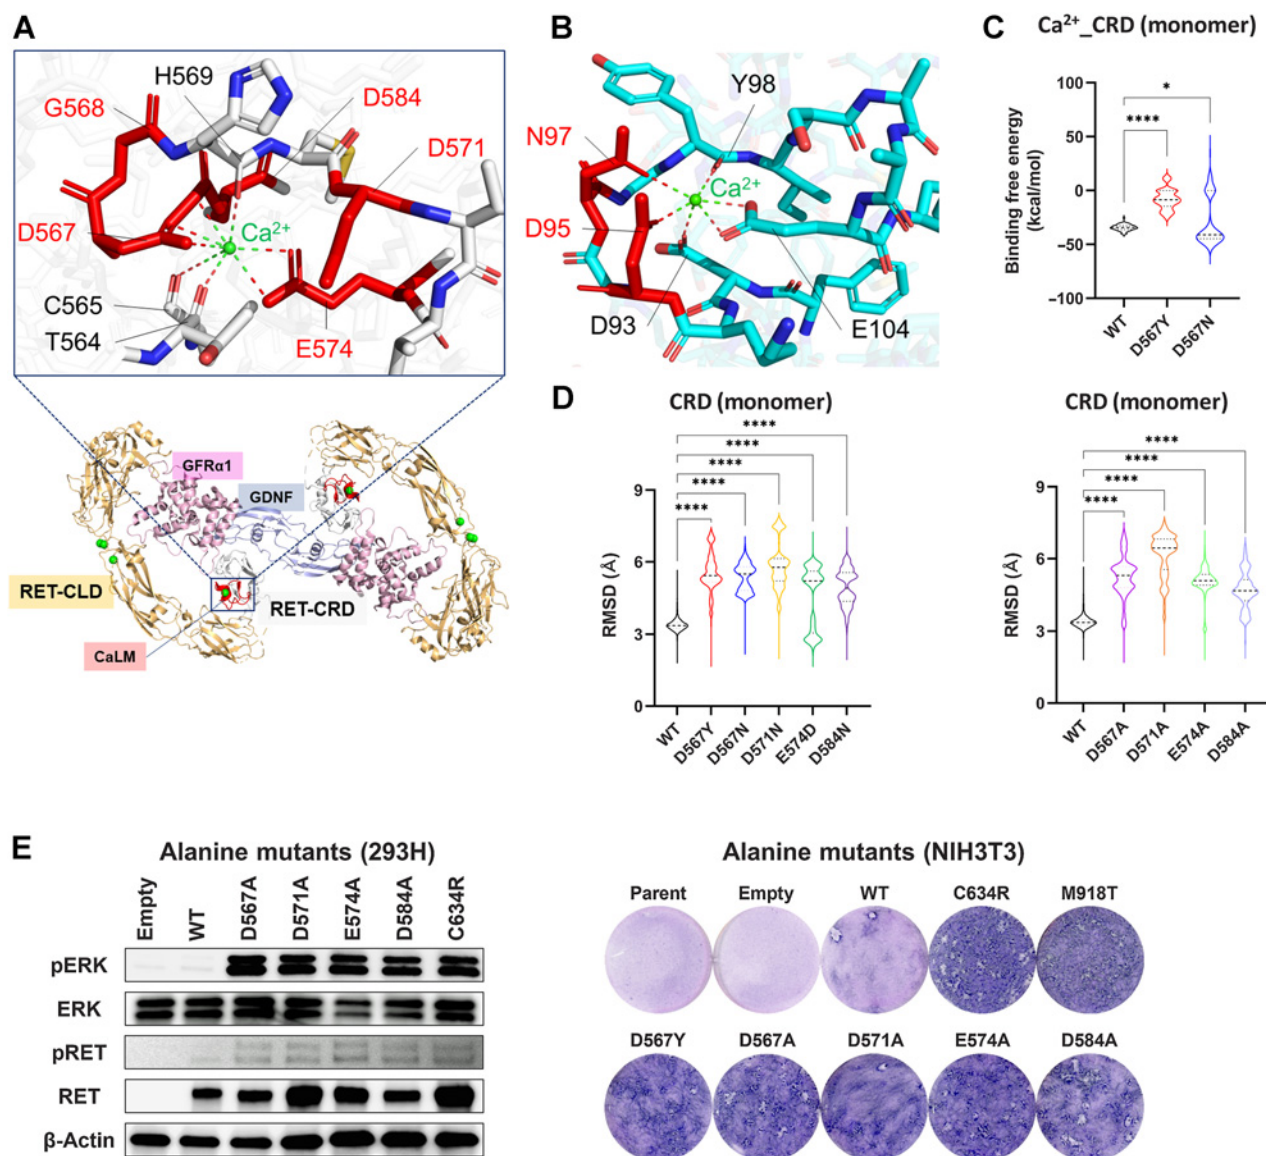 A
H569
G568
D584
D571
Ca²⁺
D567
C565
T564
E574
GFRα1
GDNF
RET-CLD
RET-CRD
CaLM
B
Y98
N97
Ca²⁺
D95
D93
E104
C
Ca²⁺_CRD (monomer)
Binding free energy
(kcal/mol)
100
50
0
−50
−100
****
*
WT
D567Y
D567N
D
CRD (monomer)
RMSD (Å)
9
6
3
0
****
****
****
****
****
WT
D567Y
D567N
D571N
E574D
D584N
CRD (monomer)
RMSD (Å)
9
6
3
0
****
****
****
****
WT
D567A
D571A
E574A
D584A
E
Alanine mutants (293H)
Empty
WT
D567A
D571A
E574A
D584A
C634R
pERK
ERK
pRET
RET
β-Actin
Alanine mutants (NIH3T3)
Parent Empty WT C634R M918T
D567Y D567A D571A E574A D584A